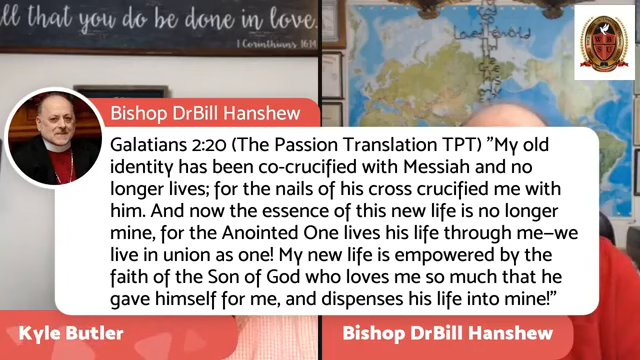 ll that you do be done in love.
1 Corinthians 16:14
Bishop DrBill Hanshew
Galatians 2:20 (The Passion Translation TPT) "My old
identity has been co-crucified with Messiah and no
longer lives; for the nails of his cross crucified me with
him. And now the essence of this new life is no longer
mine, for the Anointed One lives his life through me—we
live in union as one! My new life is empowered by the
faith of the Son of God who loves me so much that he
gave himself for me, and dispenses his life into mine!"
Kyle Butler
Bishop DrBill Hanshew